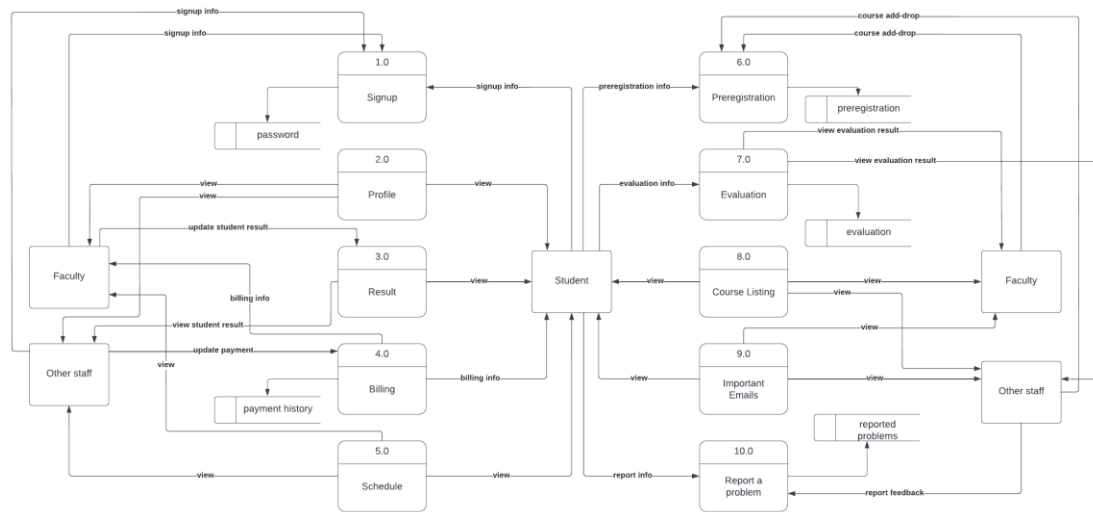 signup info
course add-drop
signup info
course add-drop
1.0
Signup
signup info
preregistration info
6.0
Preregistration
password
preregistration
view evaluation result
2.0
Profile
view
view
view
evaluation info
7.0
Evaluation
view evaluation result
update student result
evaluation
Faculty
3.0
Result
view
Student
view
8.0
Course Listing
view
view
Faculty
billing info
view student result
view
Other staff
update payment
4.0
Billing
billing info
view
9.0
Important
Emails
view
Other staff
view
payment history
reported
problems
5.0
Schedule
view
view
report info
10.0
Report a
problem
report feedback